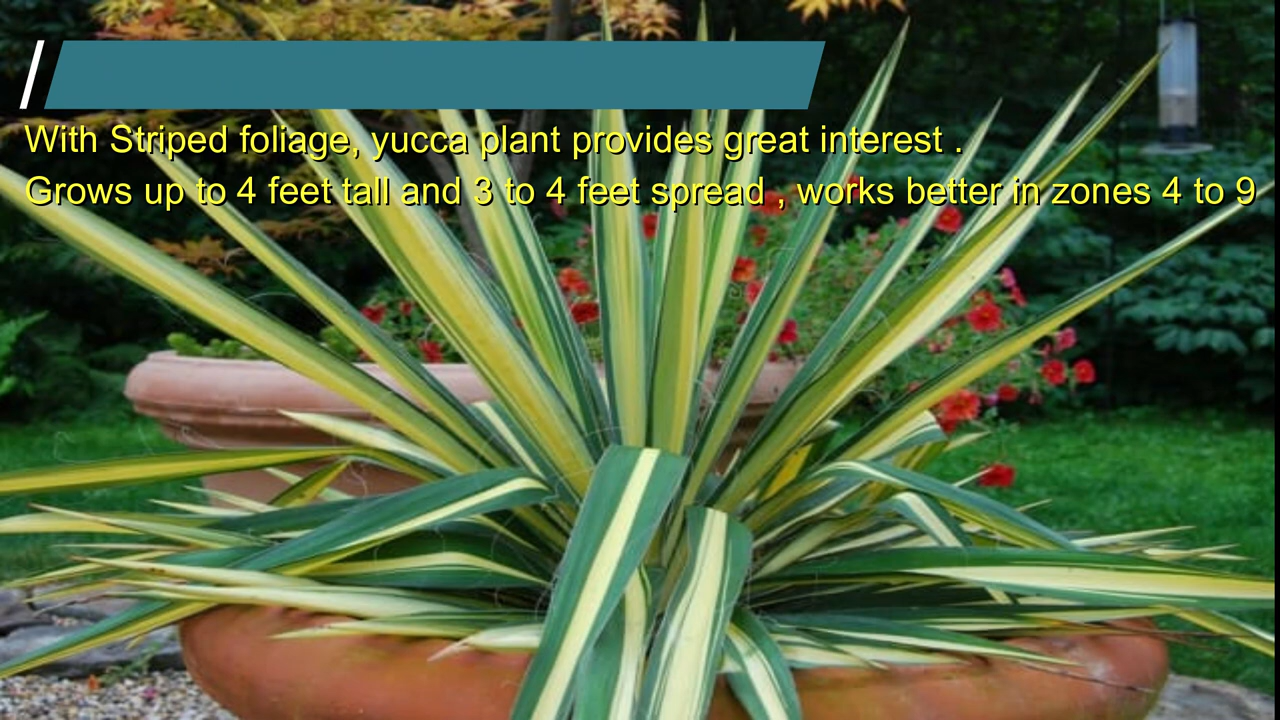 With Striped foliage, yucca plant provides great interest .
Grows up to 4 feet tall and 3 to 4 feet spread , works better in zones 4 to 9